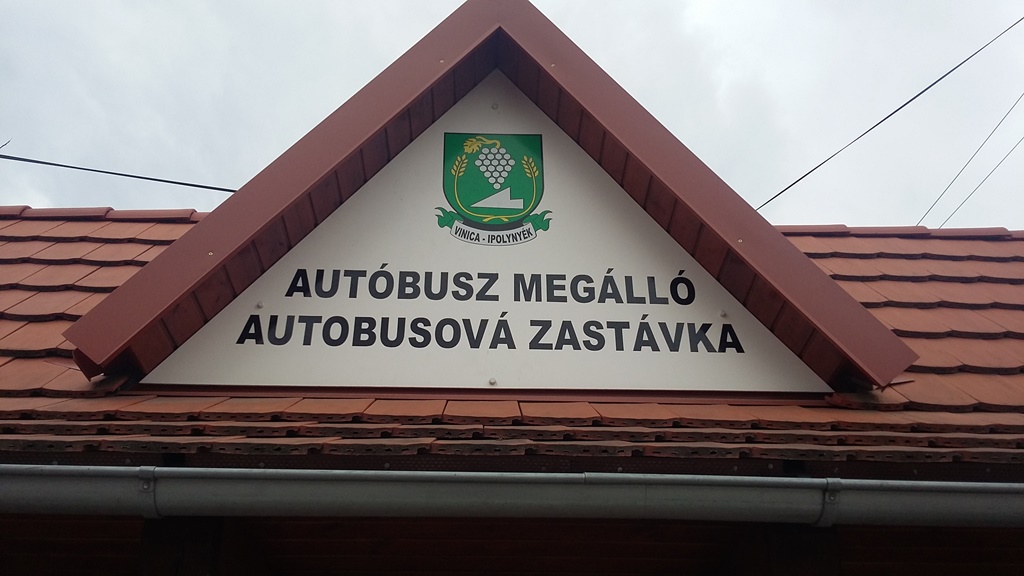 VINICA - IPOLYNYÉK
AUTÓBUSZ MEGÁLLÓ
AUTOBUSOVÁ ZASTÁVKA